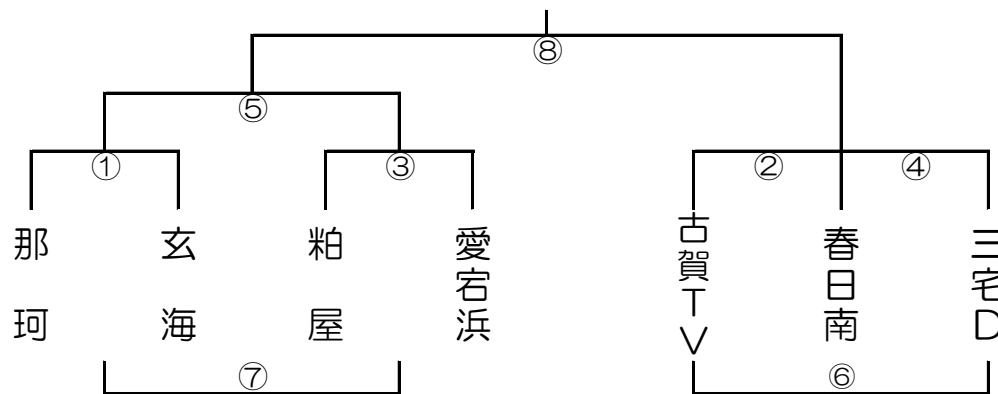 ⑧
⑤
① ③ ② ④
那珂
玄海
粕屋
愛宕浜
古賀TV
春日南
三宅D
⑦ ⑥